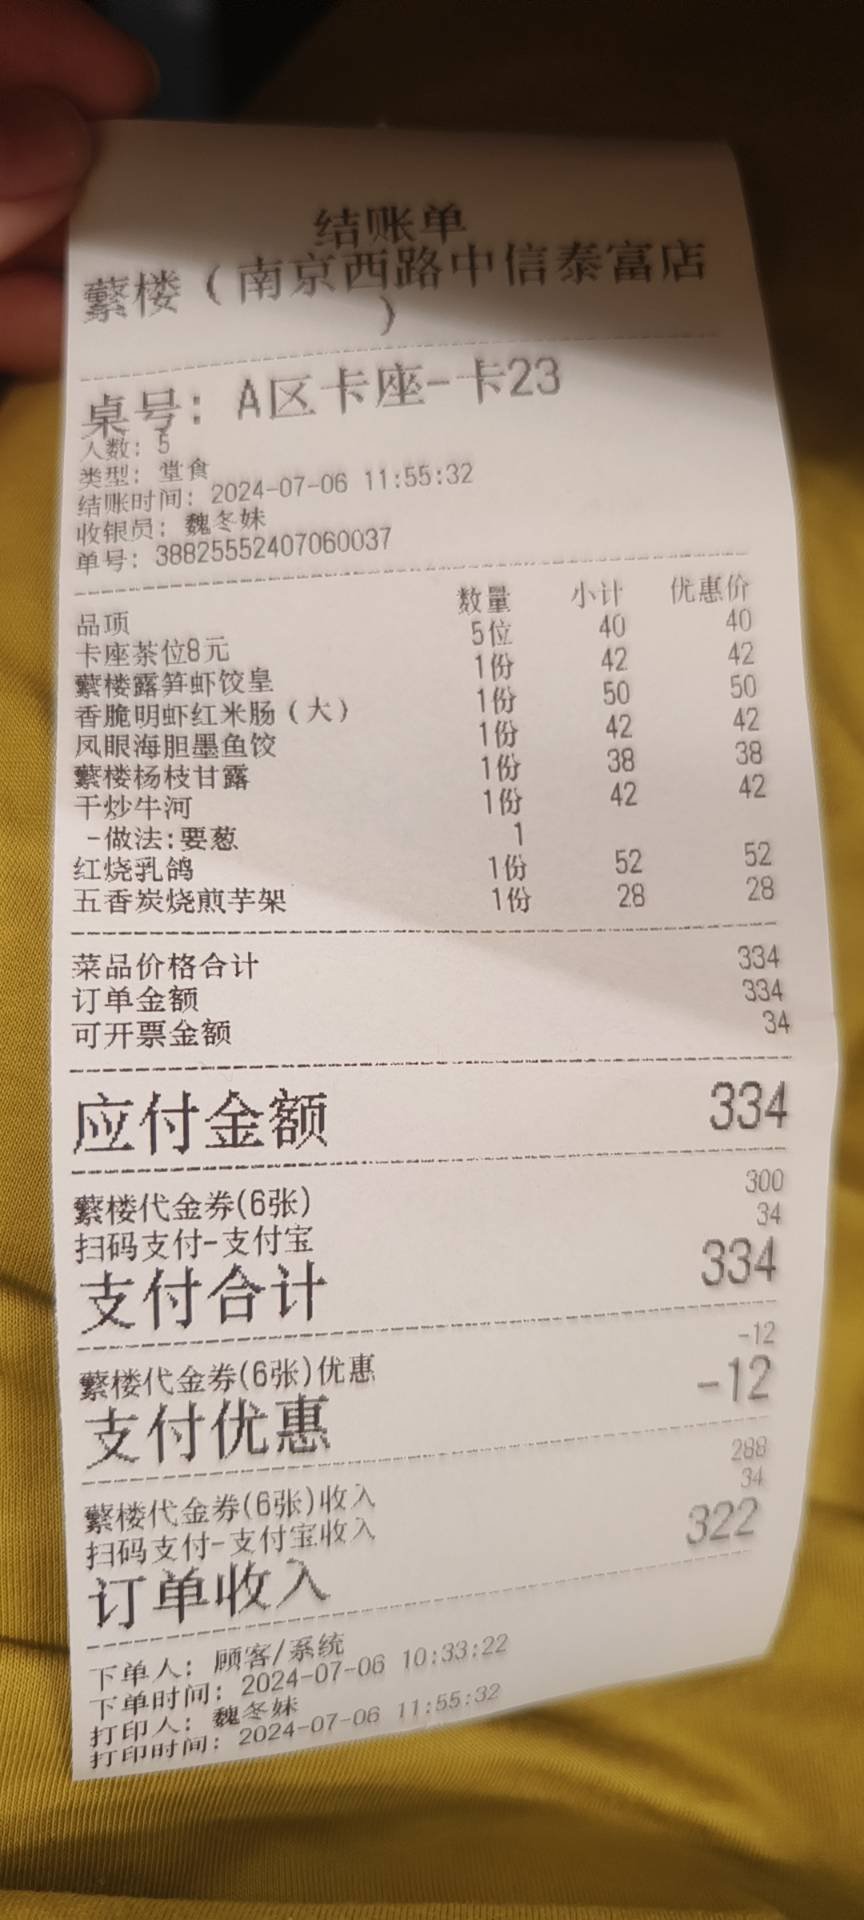 结账单
蘩楼（南京西路中信泰富店
）
桌号：A区卡座-卡23
人数：5
类型：堂食
结账时间：2024-07-06 11:55:32
收银员：魏冬妹
单号：38825552407060037
品项 数量 小计 优惠价
卡座茶位8元 5位 40 40
蘩楼露笋虾饺皇 1份 42 42
香脆明虾红米肠（大） 1份 50 50
凤眼海胆墨鱼饺 1份 42 42
蘩楼杨枝甘露 1份 38 38
干炒牛河 1份 42 42
-做法:要葱 1
红烧乳鸽 1份 52 52
五香炭烧煎芋架 1份 28 28
菜品价格合计 334
订单金额 334
可开票金额 34
应付金额 334
蘩楼代金券(6张) 300
扫码支付-支付宝 34
支付合计 334
蘩楼代金券(6张)优惠 -12
支付优惠 -12
蘩楼代金券(6张)收入 288
扫码支付-支付宝收入 34
订单收入 322
下单人：顾客/系统
下单时间：2024-07-06 10:33:22
打印人：魏冬妹
打印时间：2024-07-06 11:55:32